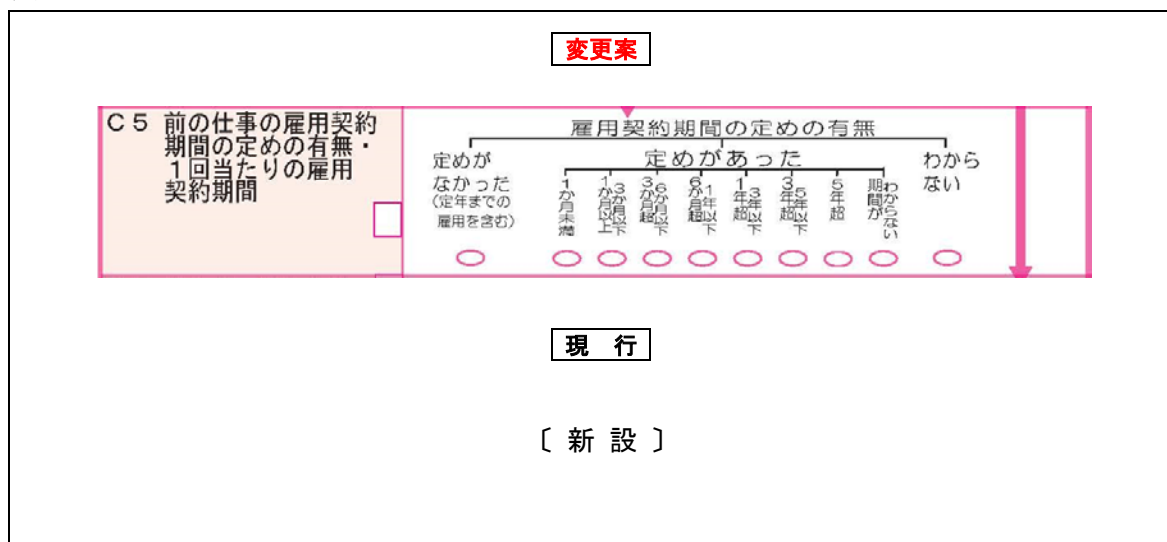 変更案
C5 前の仕事の雇用契約
期間の定めの有無・
1回当たりの雇用
契約期間
雇用契約期間の定めの有無
定めが
なかった
(定年までの
雇用を含む)
定めがあった
1か月未満
1か月以上
3か月以下
3か月超
6か月以下
6か月超
1年以下
1年超
3年以下
3年超
5年以下
5年超
期間が
わからない
わから
ない
現 行
〔 新 設 〕